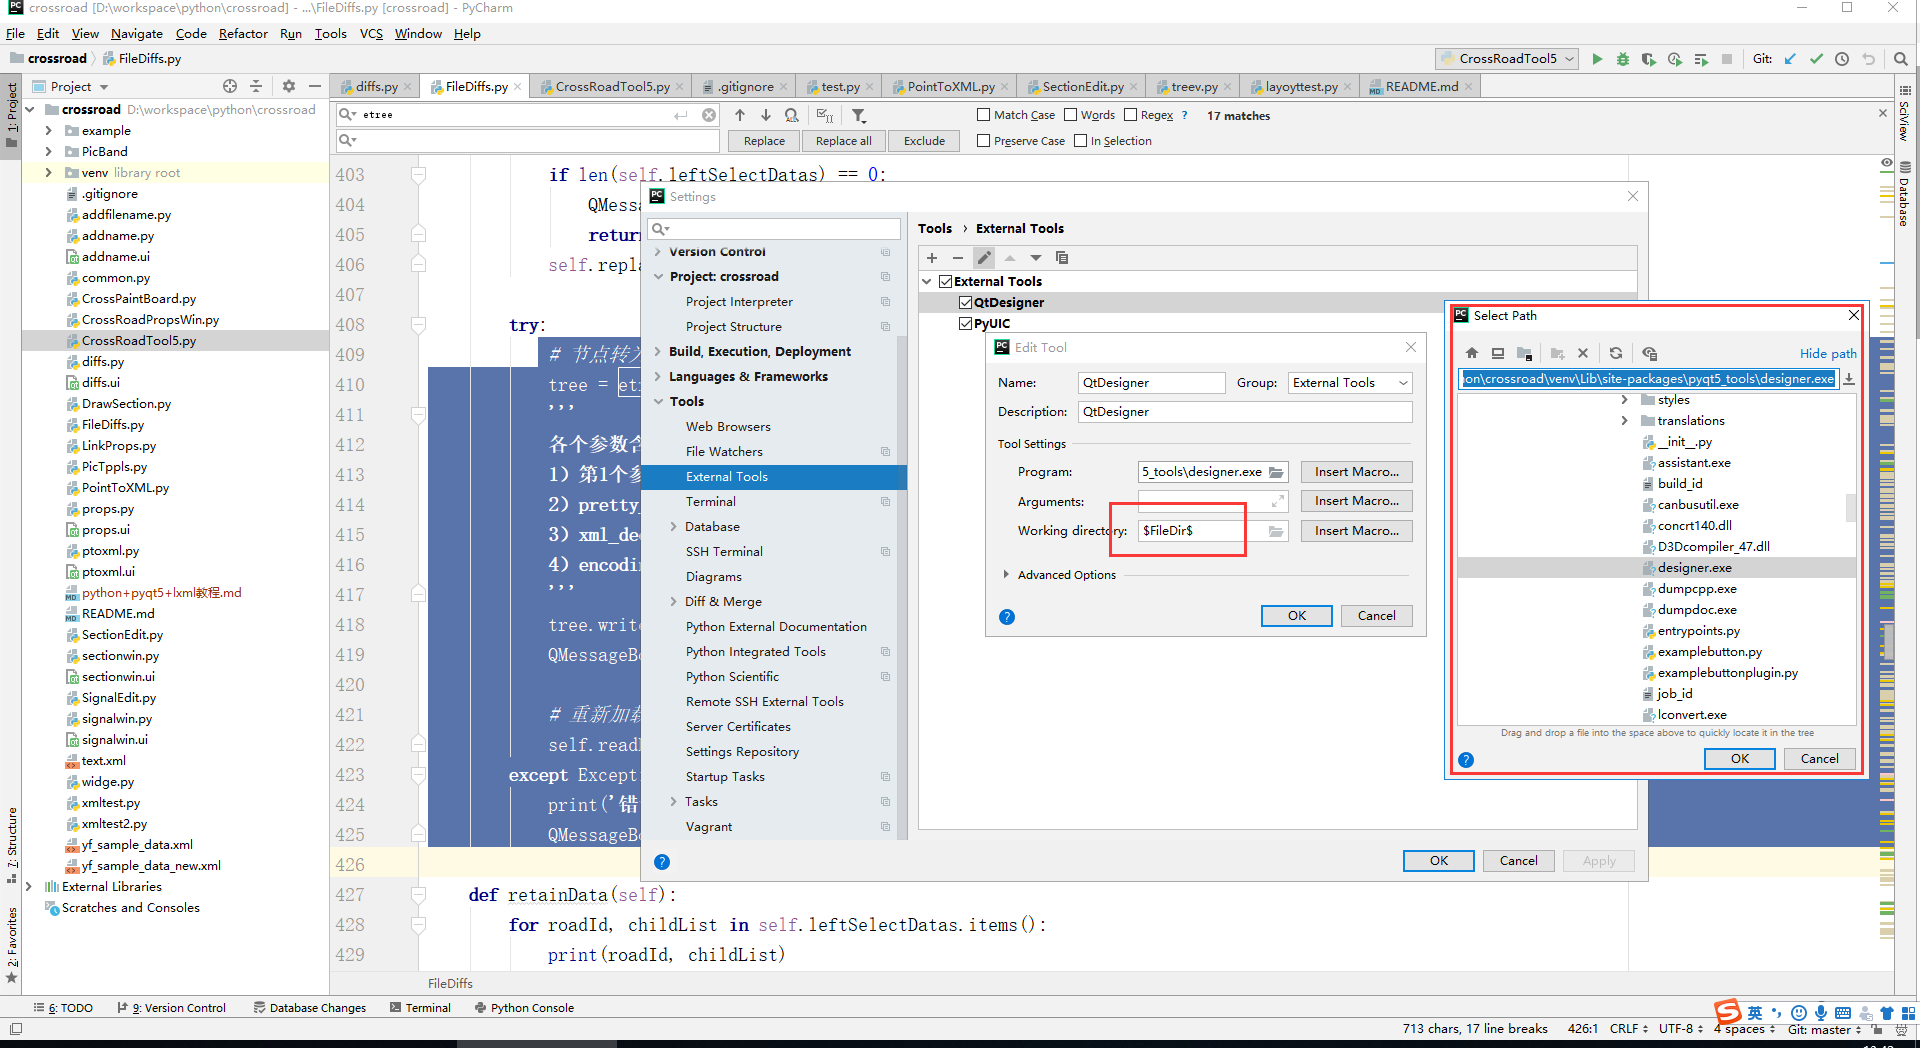 crossroad [D:\workspace\python\crossroad] - ...\FileDiffs.py [crossroad] - PyCharm
File Edit View Navigate Code Refactor Run Tools VCS Window Help
crossroad FileDiffs.py
CrossRoadTool5
Git:
1: Project
Project
diffs.py FileDiffs.py CrossRoadTool5.py .gitignore test.py PointToXML.py SectionEdit.py treev.py layoyttest.py README.md
etree
Match Case Words Regex ? 17 matches
Replace Replace all Exclude
Preserve Case In Selection
crossroad D:\workspace\python\crossroad
example
PicBand
venv library root
.gitignore
addfilename.py
addname.py
addname.ui
common.py
CrossPaintBoard.py
CrossRoadPropsWin.py
CrossRoadTool5.py
diffs.py
diffs.ui
DrawSection.py
FileDiffs.py
LinkProps.py
PicTppls.py
PointToXML.py
props.py
props.ui
ptoxml.py
ptoxml.ui
python+pyqt5+lxml教程.md
README.md
SectionEdit.py
sectionwin.py
sectionwin.ui
SignalEdit.py
signalwin.py
signalwin.ui
text.xml
widge.py
xmltest.py
xmltest2.py
yf_sample_data.xml
yf_sample_data_new.xml
External Libraries
Scratches and Consoles
7: Structure
2: Favorites
403 if len(self.leftSelectDatas) == 0:
404 QMessa
405 retur
406 self.repl
407
408 try:
409 # 节点转为
410 tree = et
411 '''
412 各个参数含
413 1）第1个参
414 2）pretty_
415 3）xml_dec
416 4）encodin
417 '''
418 tree.write
419 QMessageBo
420
421 # 重新加载
422 self.read
423 except Excepti
424 print('错
425 QMessageBo
426
427 def retainData(self):
428 for roadId, childList in self.leftSelectDatas.items():
429 print(roadId, childList)
FileDiffs
Settings
Version Control
Project: crossroad
Project Interpreter
Project Structure
Build, Execution, Deployment
Languages & Frameworks
Tools
Web Browsers
File Watchers
External Tools
Terminal
Database
SSH Terminal
Diagrams
Diff & Merge
Python External Documentation
Python Integrated Tools
Python Scientific
Remote SSH External Tools
Server Certificates
Settings Repository
Startup Tasks
Tasks
Vagrant
Tools › External Tools
External Tools
QtDesigner
PyUIC
OK Cancel Apply
Edit Tool
Name: QtDesigner Group: External Tools
Description: QtDesigner
Tool Settings
Program: 5_tools\designer.exe Insert Macro...
Arguments: Insert Macro...
Working directory: $FileDir$ Insert Macro...
Advanced Options
OK Cancel
Select Path
Hide path
on\crossroad\venv\Lib\site-packages\pyqt5_tools\designer.exe
styles
translations
__init__.py
assistant.exe
build_id
canbusutil.exe
concrt140.dll
D3Dcompiler_47.dll
designer.exe
dumpcpp.exe
dumpdoc.exe
entrypoints.py
examplebutton.py
examplebuttonplugin.py
job_id
lconvert.exe
Drag and drop a file into the space above to quickly locate it in the tree
OK Cancel
SciView
Database
6: TODO 9: Version Control Database Changes Terminal Python Console
英
713 chars, 17 line breaks 426:1 CRLF UTF-8 4 spaces Git: master